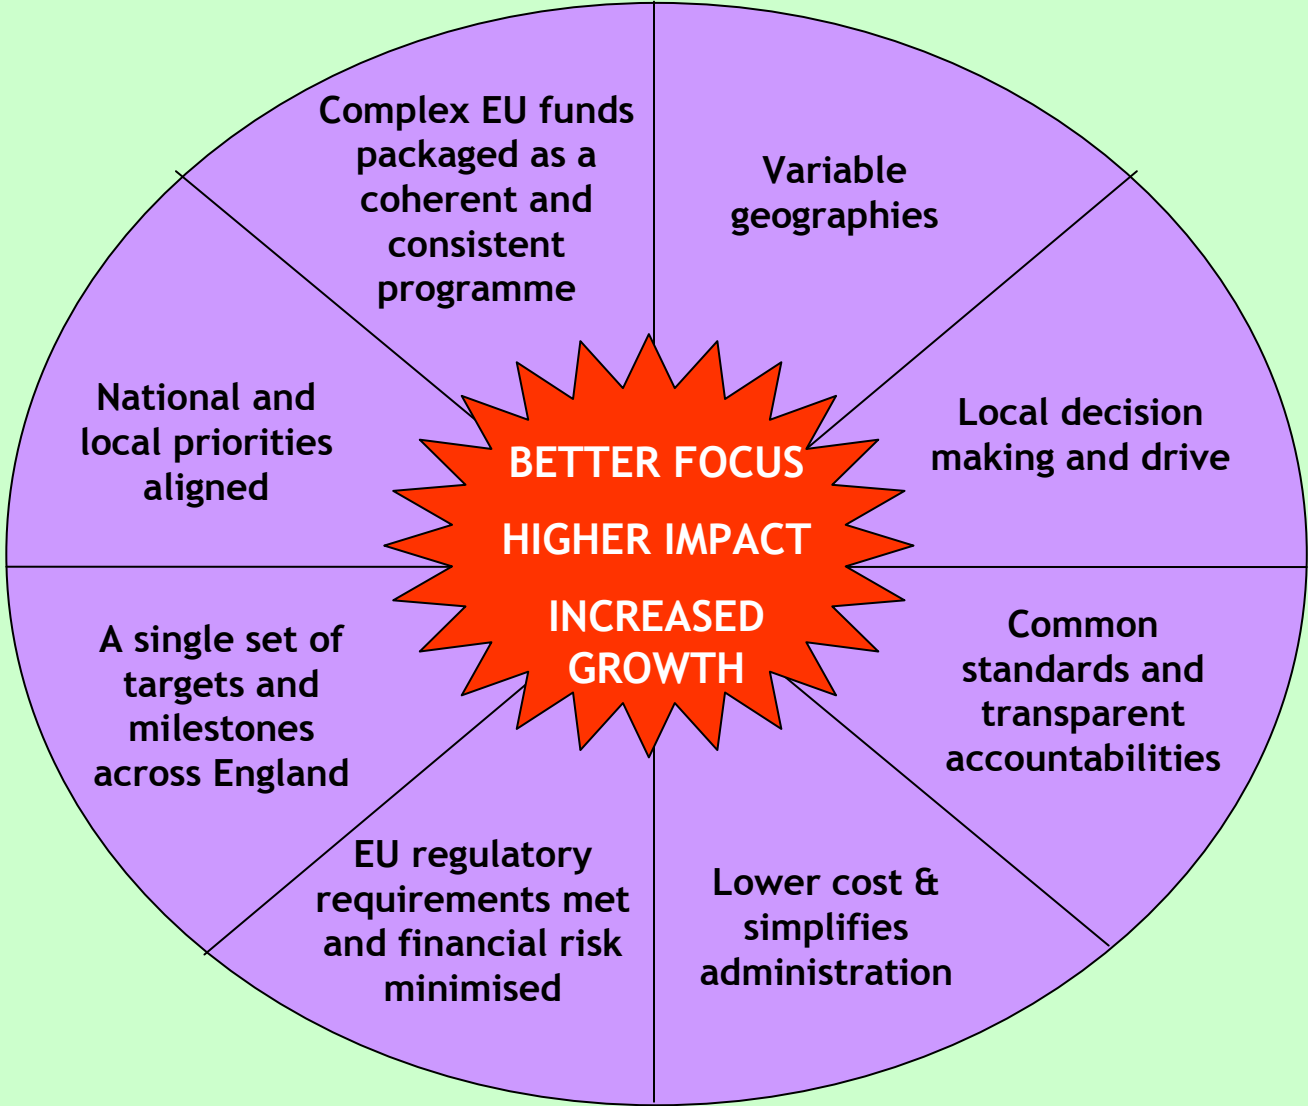 Complex EU funds
packaged as a
coherent and
consistent
programme
Variable
geographies
National and
local priorities
aligned
Local decision
making and drive
BETTER FOCUS
HIGHER IMPACT
INCREASED
GROWTH
A single set of
targets and
milestones
across England
Common
standards and
transparent
accountabilities
EU regulatory
requirements met
and financial risk
minimised
Lower cost &
simplifies
administration